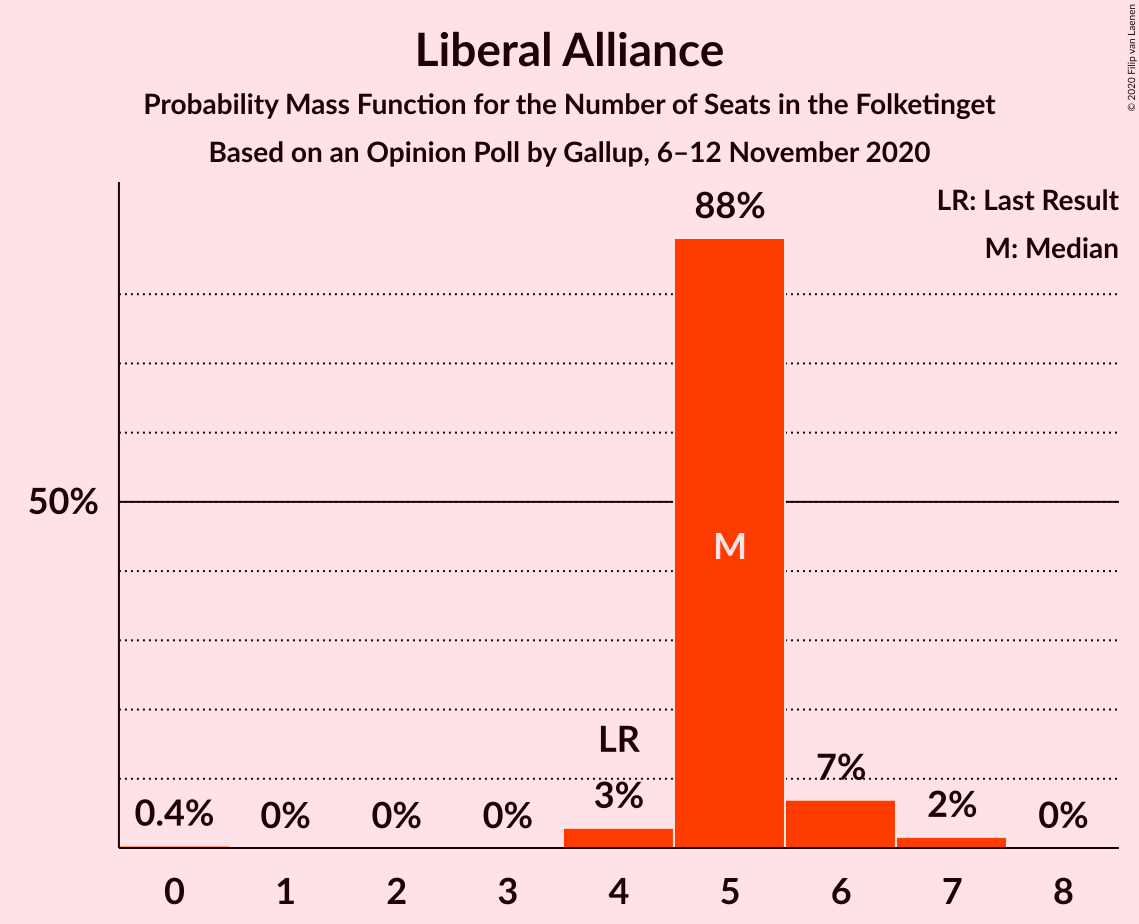 Liberal Alliance
Probability Mass Function for the Number of Seats in the Folketinget
Based on an Opinion Poll by Gallup, 6–12 November 2020
© 2020 Filip van Laenen
LR: Last Result
M: Median
88%
50%
M
LR
0.4%
0%
0%
0%
3%
7%
2%
0%
0
1
2
3
4
5
6
7
8